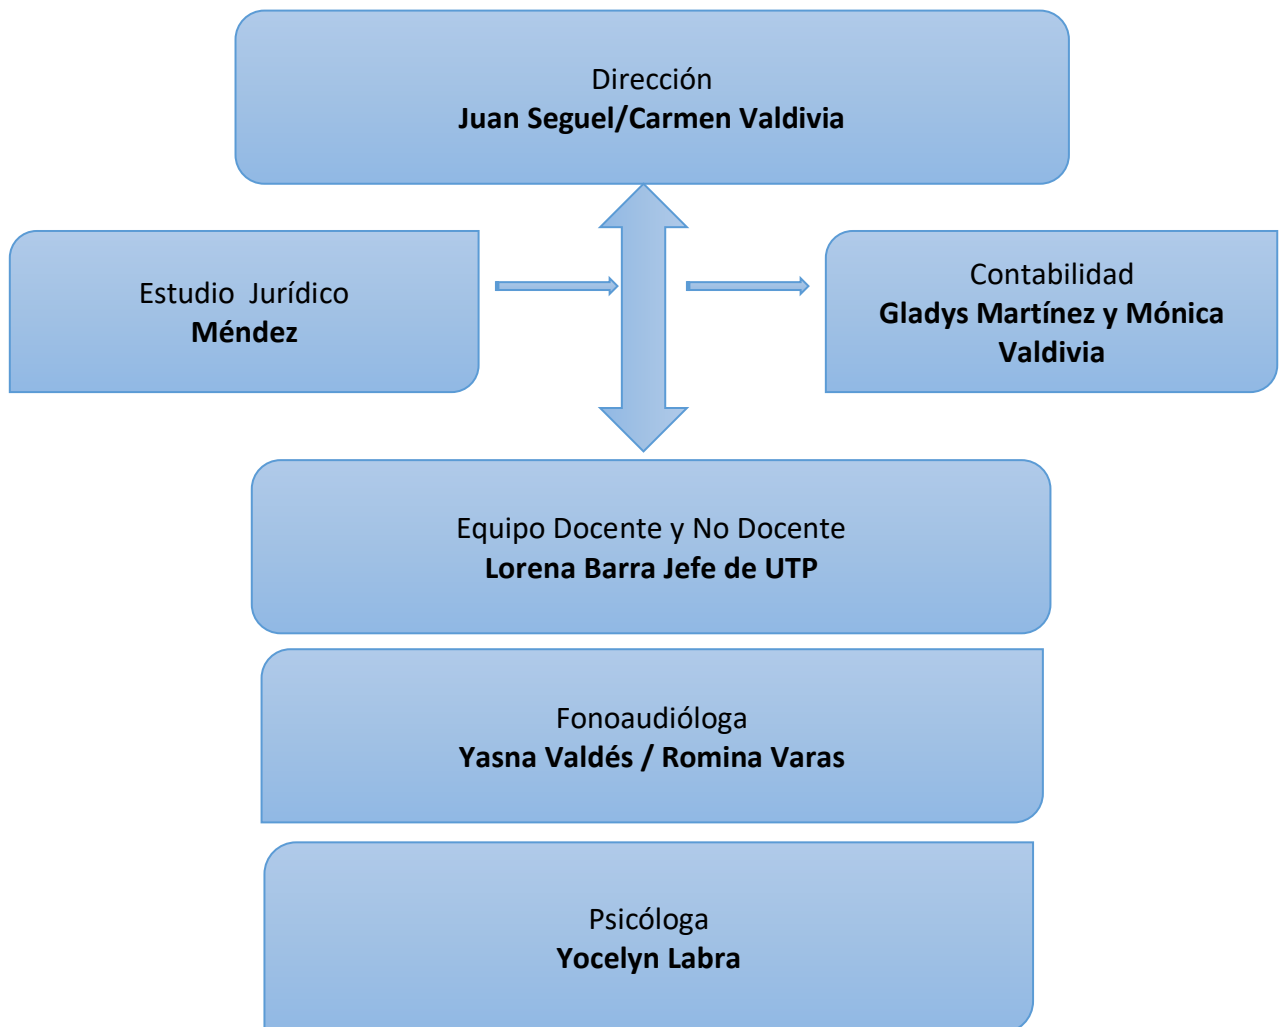 Dirección
Juan Seguel/Carmen Valdivia
Estudio  Jurídico
Méndez
Contabilidad
Gladys Martínez y Mónica
Valdivia
Equipo Docente y No Docente
Lorena Barra Jefe de UTP
Fonoaudióloga
Yasna Valdés / Romina Varas
Psicóloga
Yocelyn Labra